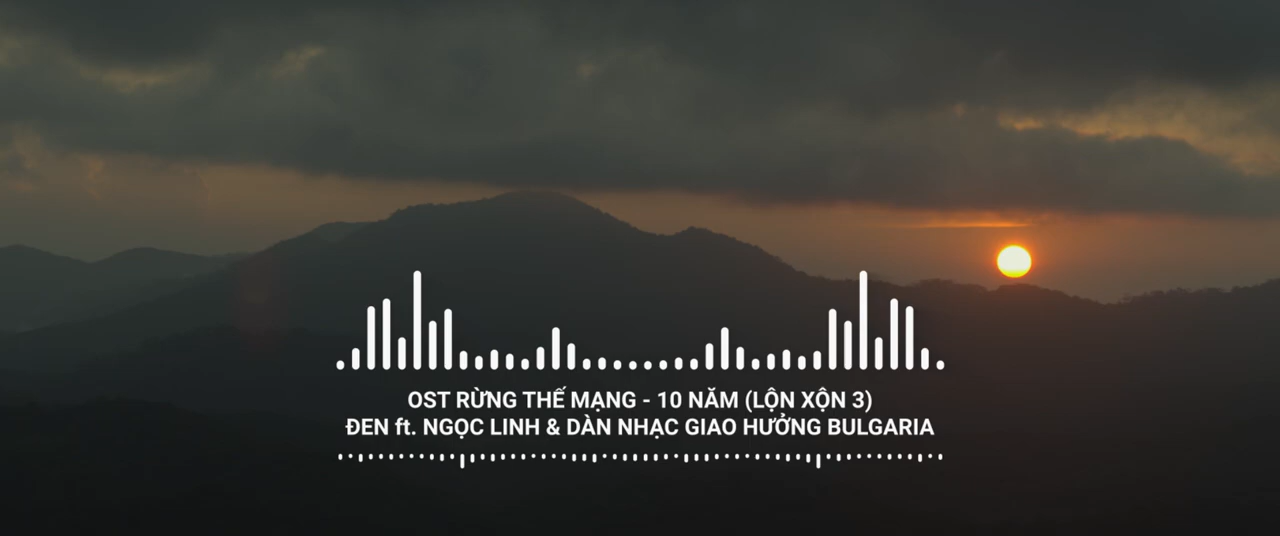 OST RỪNG THẾ MẠNG - 10 NĂM (LỘN XỘN 3)
ĐEN ft. NGỌC LINH & DÀN NHẠC GIAO HƯỞNG BULGARIA